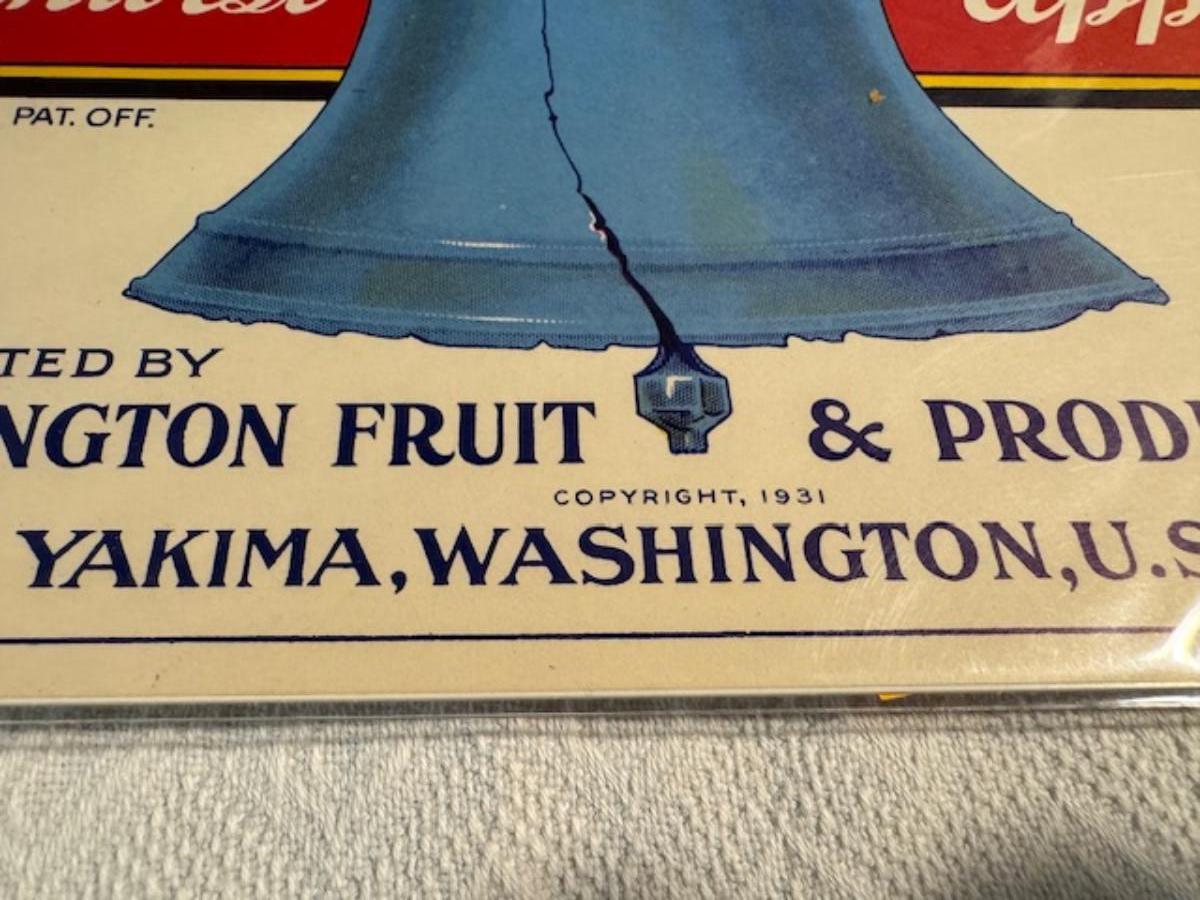 PAT. OFF.
TED BY
NGTON FRUIT & PROD
COPYRIGHT, 1931
YAKIMA, WASHINGTON, U.S